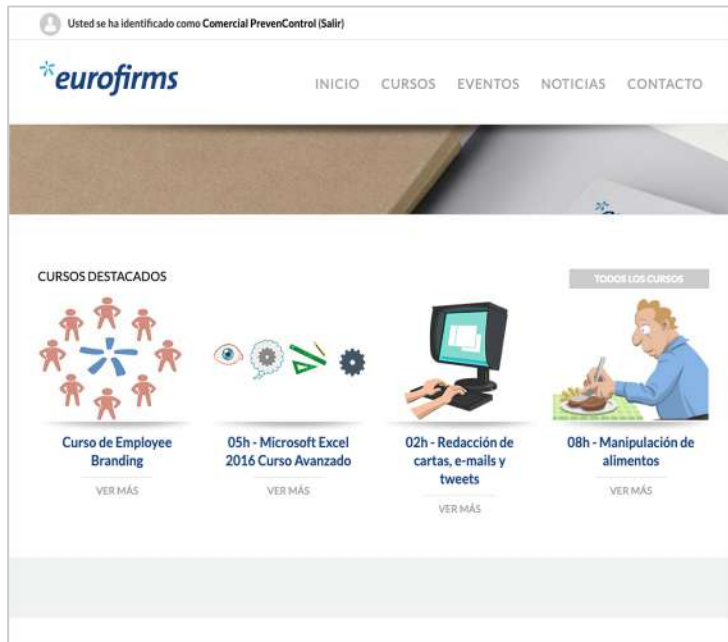 Usted se ha identificado como Comercial PrevenControl (Salir)
eurofirms
INICIO CURSOS EVENTOS NOTICIAS CONTACTO
CURSOS DESTACADOS
TODOS LOS CURSOS
Curso de Employee
Branding
VER MÁS
05h - Microsoft Excel
2016 Curso Avanzado
VER MÁS
02h - Redacción de
cartas, e-mails y
tweets
VER MÁS
08h - Manipulación de
alimentos
VER MÁS